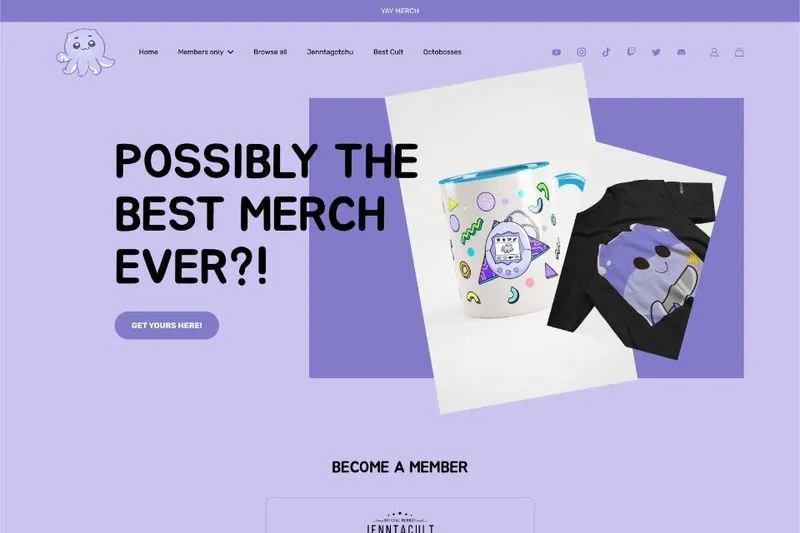 YAY MERCH
Home
Members only
Browse all
Jenntagotchu
Best Cult
Octobosses
POSSIBLY THE
BEST MERCH
EVER?!
GET YOURS HERE!
BECOME A MEMBER
OFFICIAL MEMBER
JENNTACULT